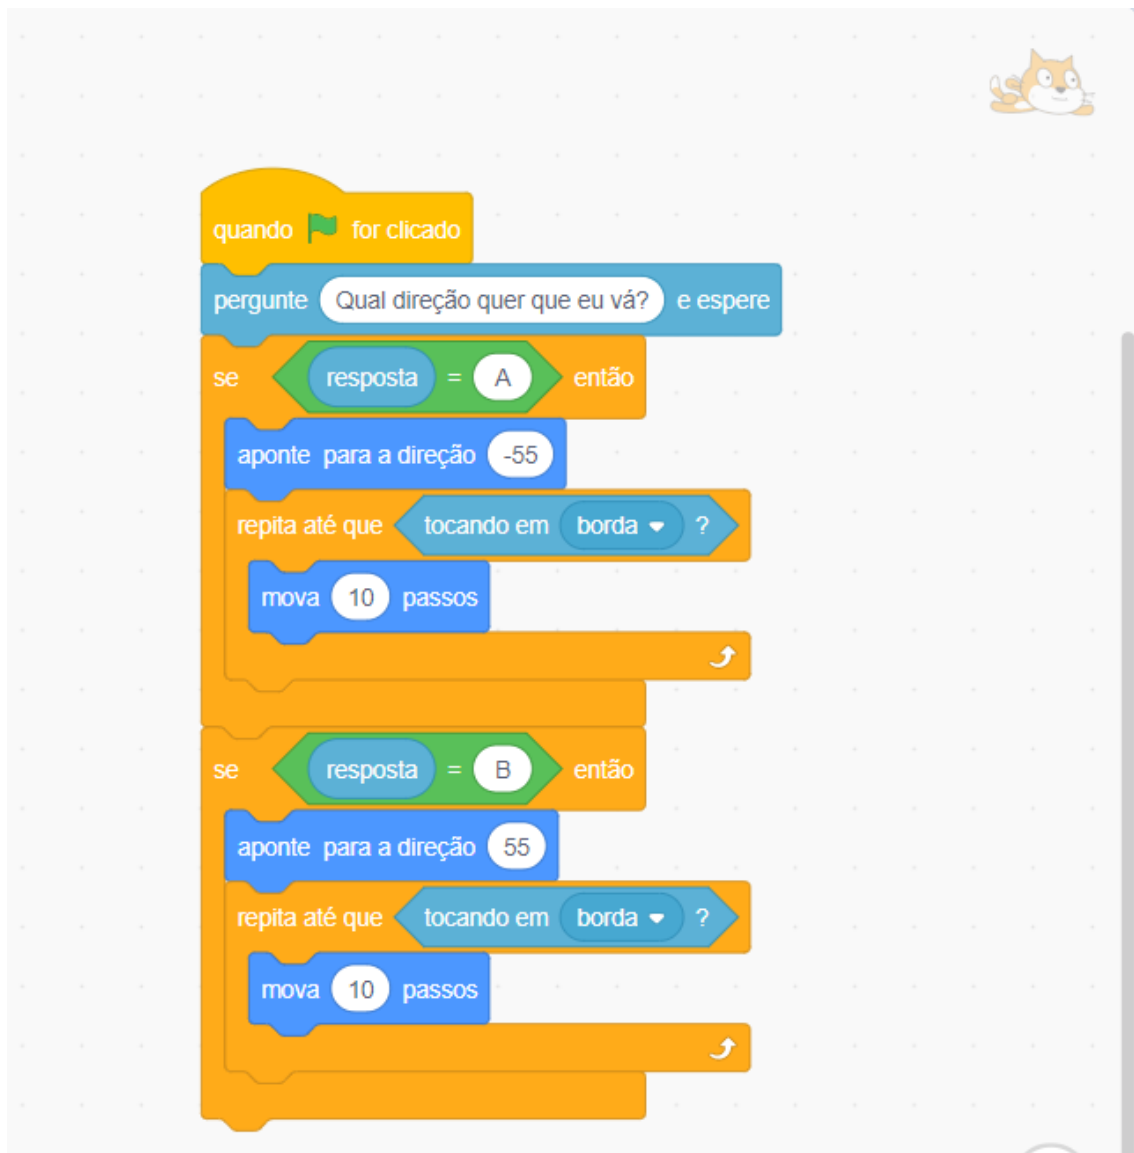 quando for clicado
pergunte Qual direção quer que eu vá? e espere
se resposta = A então
aponte para a direção -55
repita até que tocando em borda ?
mova 10 passos
se resposta = B então
aponte para a direção 55
repita até que tocando em borda ?
mova 10 passos